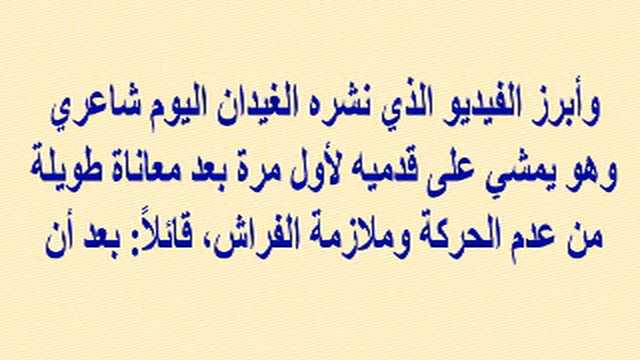 وأبرز الفيديو الذي نشره الغيدان اليوم شاعري
وهو يمشي على قدميه لأول مرة بعد معاناة طويلة
من عدم الحركة وملازمة الفراش، قائلاً: بعد أن